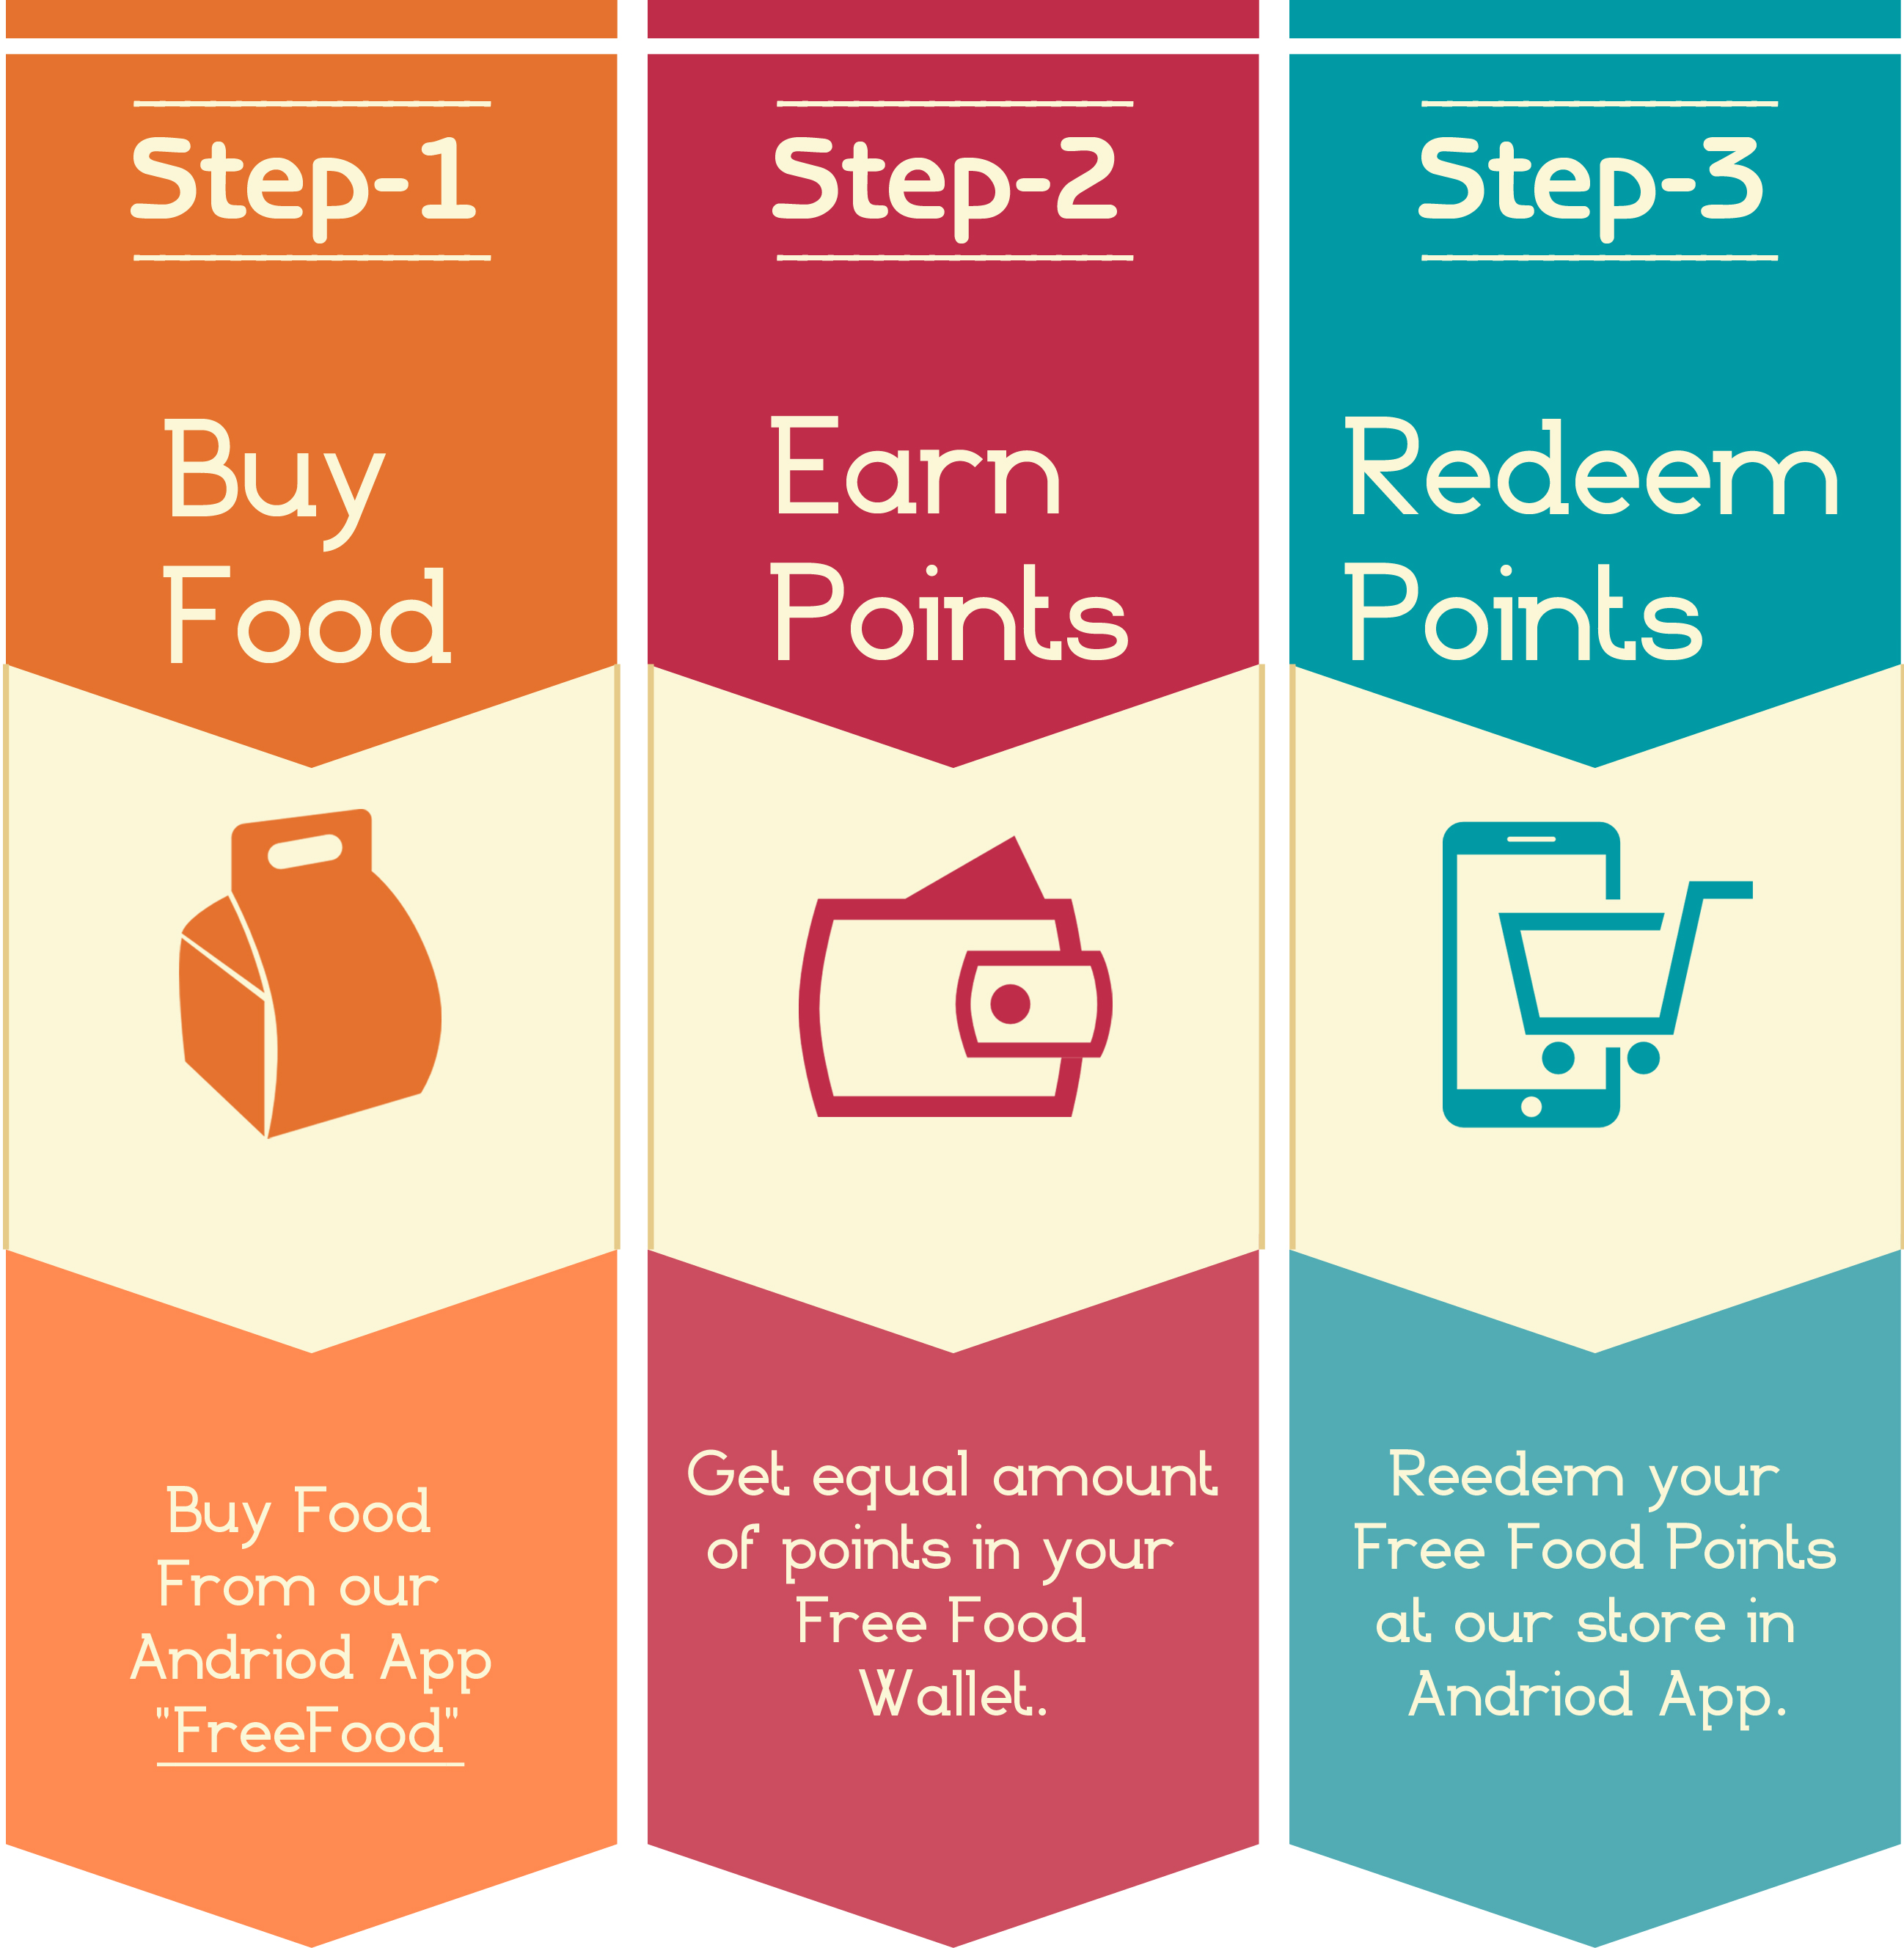 Step-1
Buy
Food
Buy Food
From our
Andriod App
"FreeFood"
Step-2
Earn
Points
Get equal amount
of points in your
Free Food
Wallet.
Step-3
Redeem
Points
Reedem your
Free Food Points
at our store in
Andriod App.